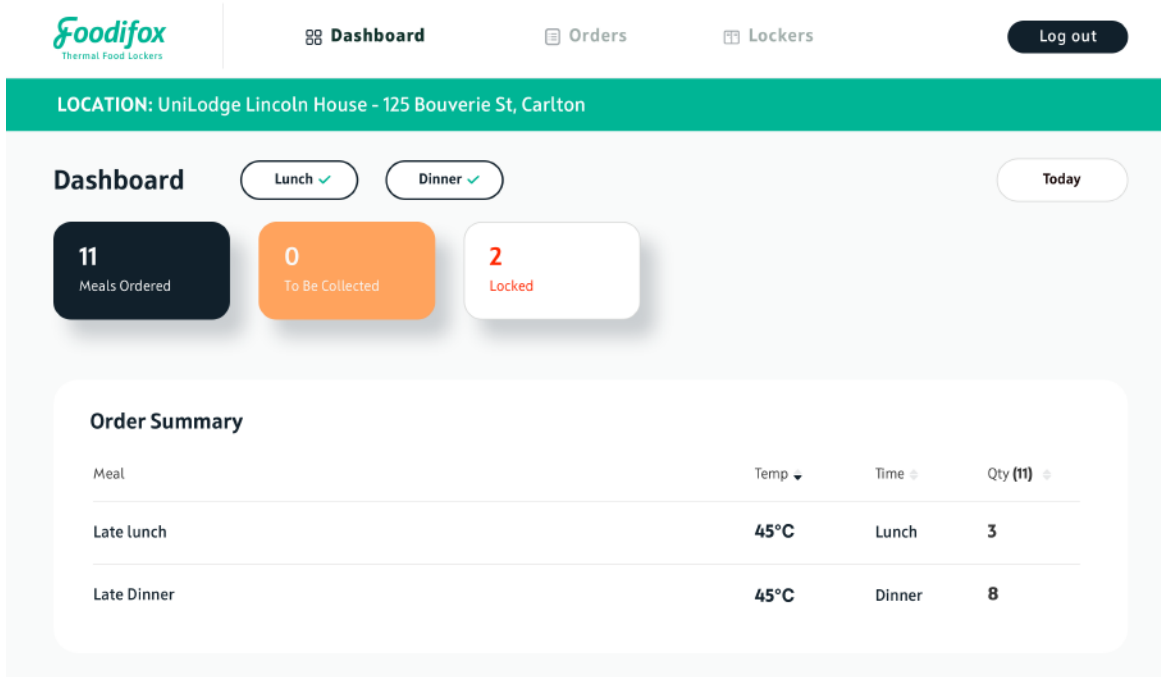 Foodifox
Thermal Food Lockers
Dashboard
Orders
Lockers
Log out
LOCATION: UniLodge Lincoln House - 125 Bouverie St, Carlton
Dashboard
Lunch
Dinner
Today
11
Meals Ordered
0
To Be Collected
2
Locked
Order Summary
Meal Temp Time Qty (11)
Late lunch 45°C Lunch 3
Late Dinner 45°C Dinner 8